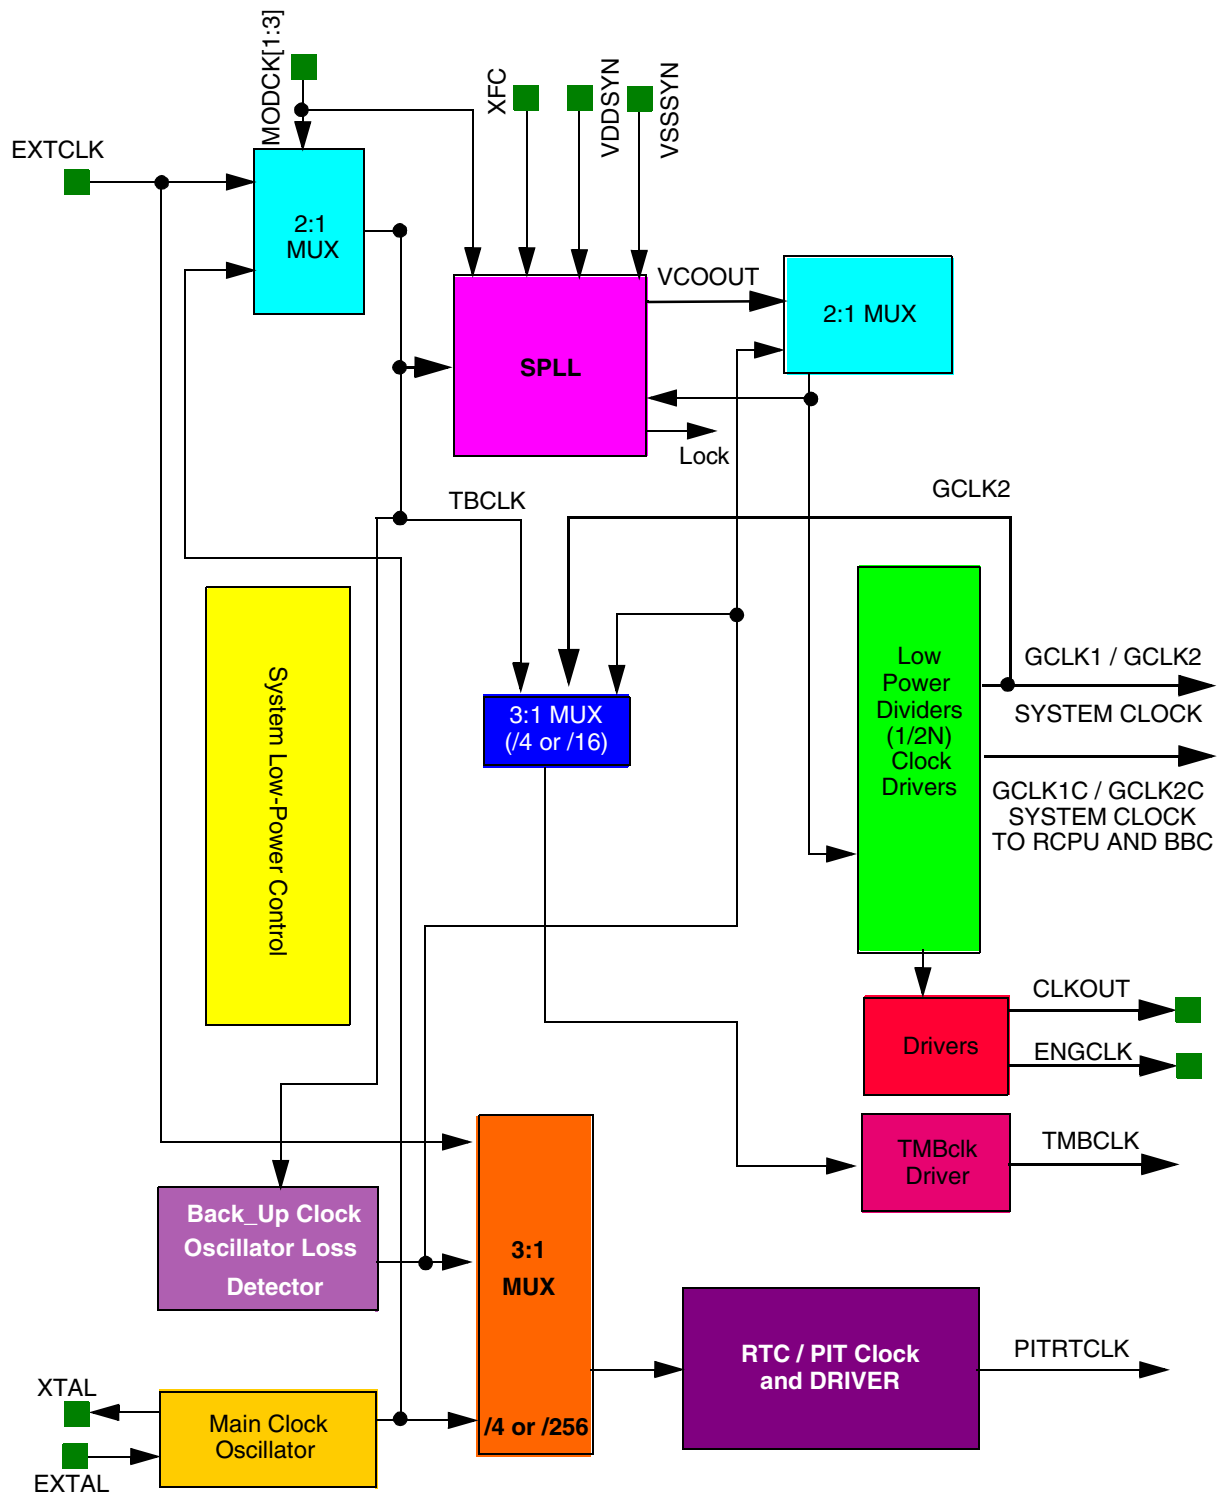 MODCK[1:3]
XFC
VDDSYN
VSSSYN
EXTCLK
2:1
MUX
VCOOUT
2:1 MUX
SPLL
Lock
TBCLK
GCLK2
System Low-Power Control
3:1 MUX
(/4 or /16)
Low
Power
Dividers
(1/2N)
Clock
Drivers
GCLK1 / GCLK2
SYSTEM CLOCK
GCLK1C / GCLK2C
SYSTEM CLOCK
TO RCPU AND BBC
CLKOUT
Drivers
ENGCLK
TMBclk
Driver
TMBCLK
Back_Up Clock
Oscillator Loss
Detector
3:1
MUX
/4 or /256
RTC / PIT Clock
and DRIVER
PITRTCLK
XTAL
Main Clock
Oscillator
EXTAL